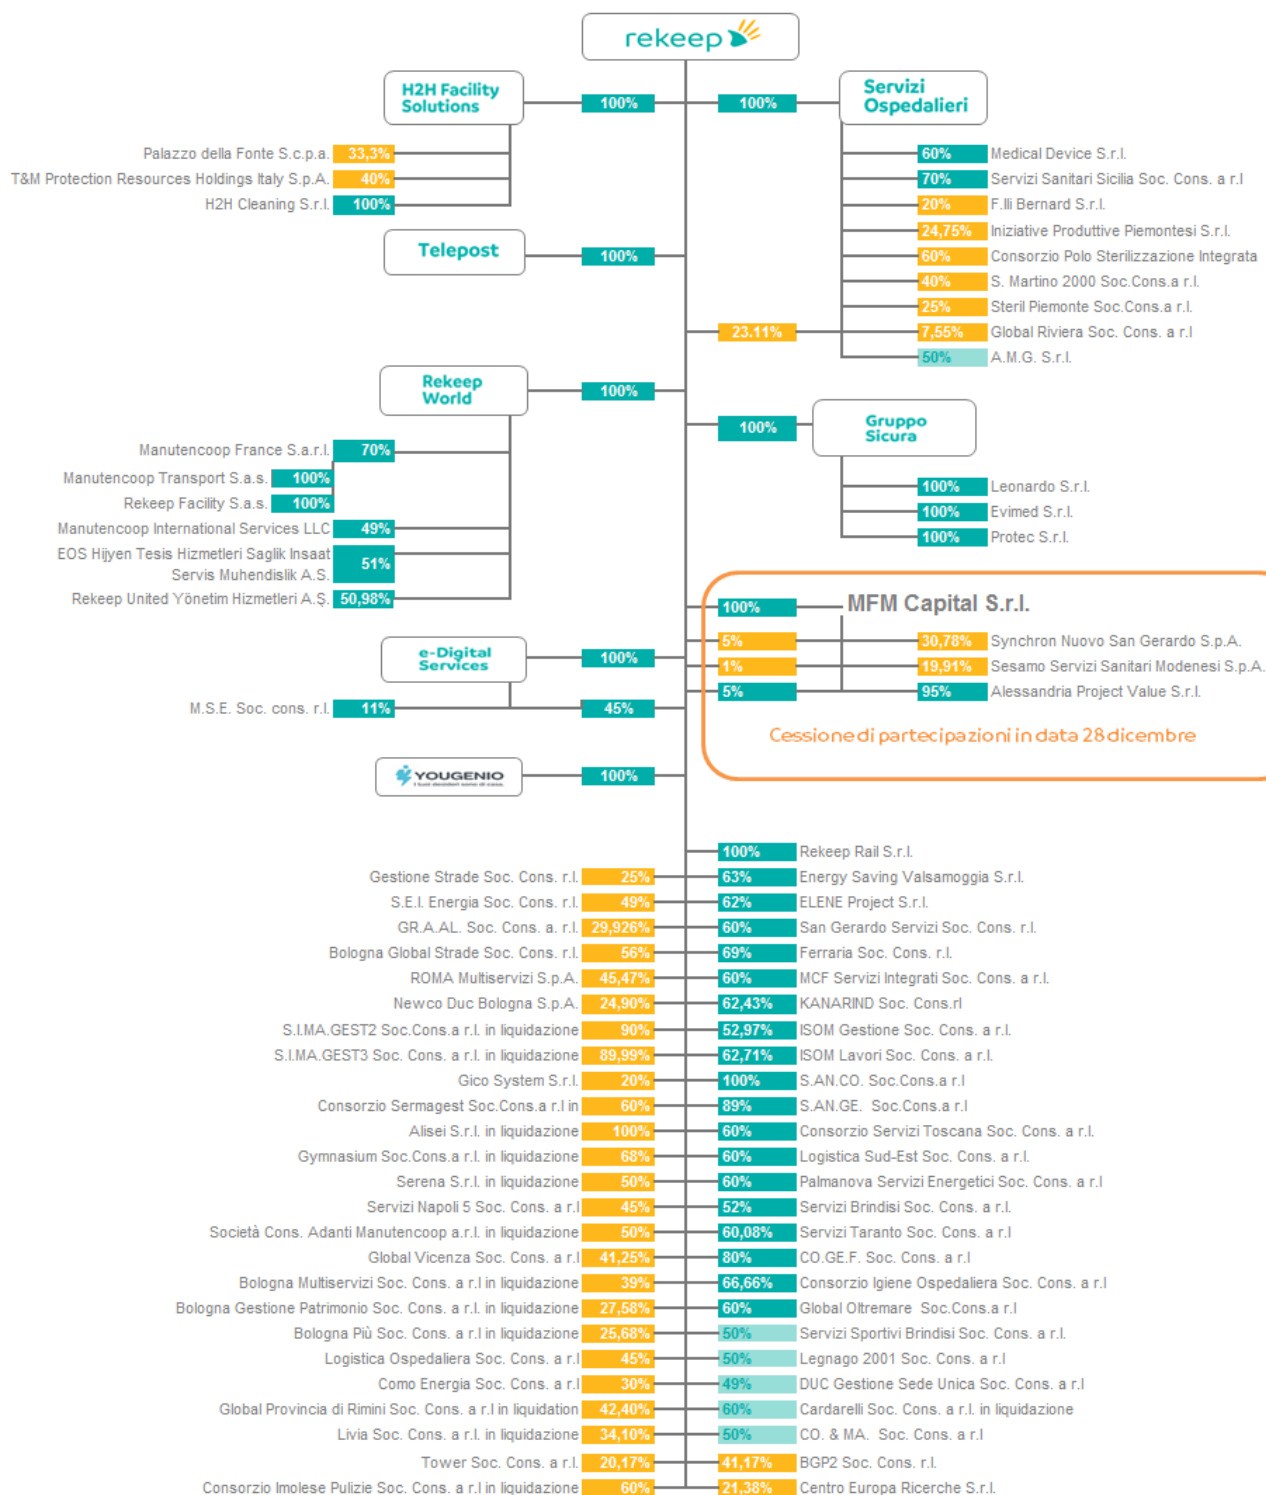 rekeep
H2H Facility
Solutions
100%
100%
Servizi
Ospedalieri
Palazzo della Fonte S.c.p.a. 33,3%
T&M Protection Resources Holdings Italy S.p.A. 40%
H2H Cleaning S.r.l. 100%
60% Medical Device S.r.l.
70% Servizi Sanitari Sicilia Soc. Cons. a r.l
20% F.lli Bernard S.r.l.
24,75% Iniziative Produttive Piemontesi S.r.l.
60% Consorzio Polo Sterilizzazione Integrata
40% S. Martino 2000 Soc.Cons.a r.l.
25% Steril Piemonte Soc.Cons.a r.l.
23.11% 7,55% Global Riviera Soc. Cons. a r.l
50% A.M.G. S.r.l.
Telepost 100%
Rekeep
World
100%
Manutencoop France S.a.r.l. 70%
Manutencoop Transport S.a.s. 100%
Rekeep Facility S.a.s. 100%
Manutencoop International Services LLC 49%
EOS Hijyen Tesis Hizmetleri Saglik Insaat
Servis Muhendislik A.S.
51%
Rekeep United Yönetim Hizmetleri A.Ş. 50,98%
100%
Gruppo
Sicura
100% Leonardo S.r.l.
100% Evimed S.r.l.
100% Protec S.r.l.
100% MFM Capital S.r.l.
5% 30,78% Synchron Nuovo San Gerardo S.p.A.
1% 19,91% Sesamo Servizi Sanitari Modenesi S.p.A.
5% 95% Alessandria Project Value S.r.l.
Cessione di partecipazioni in data 28 dicembre
e-Digital
Services
100%
M.S.E. Soc. cons. r.l. 11% 45%
YOUGENIO
I tuoi desideri sono di casa.
100%
100% Rekeep Rail S.r.l.
Gestione Strade Soc. Cons. r.l. 25% 63% Energy Saving Valsamoggia S.r.l.
S.E.I. Energia Soc. Cons. r.l. 49% 62% ELENE Project S.r.l.
GR.A.AL. Soc. Cons. a. r.l. 29,926% 60% San Gerardo Servizi Soc. Cons. r.l.
Bologna Global Strade Soc. Cons. r.l. 56% 69% Ferraria Soc. Cons. r.l.
ROMA Multiservizi S.p.A. 45,47% 60% MCF Servizi Integrati Soc. Cons. a r.l.
Newco Duc Bologna S.p.A. 24,90% 62,43% KANARIND Soc. Cons.rl
S.I.MA.GEST2 Soc.Cons.a r.l. in liquidazione 90% 52,97% ISOM Gestione Soc. Cons. a r.l.
S.I.MA.GEST3 Soc. Cons. a r.l. in liquidazione 89,99% 62,71% ISOM Lavori Soc. Cons. a r.l.
Gico System S.r.l. 20% 100% S.AN.CO. Soc.Cons.a r.l
Consorzio Sermagest Soc.Cons.a r.l in 60% 89% S.AN.GE. Soc.Cons.a r.l
Alisei S.r.l. in liquidazione 100% 60% Consorzio Servizi Toscana Soc. Cons. a r.l.
Gymnasium Soc.Cons.a r.l. in liquidazione 68% 60% Logistica Sud-Est Soc. Cons. a r.l.
Serena S.r.l. in liquidazione 50% 60% Palmanova Servizi Energetici Soc. Cons. a r.l
Servizi Napoli 5 Soc. Cons. a r.l 45% 52% Servizi Brindisi Soc. Cons. a r.l.
Società Cons. Adanti Manutencoop a.r.l. in liquidazione 50% 60,08% Servizi Taranto Soc. Cons. a r.l
Global Vicenza Soc. Cons. a r.l 41,25% 80% CO.GE.F. Soc. Cons. a r.l
Bologna Multiservizi Soc. Cons. a r.l in liquidazione 39% 66,66% Consorzio Igiene Ospedaliera Soc. Cons. a r.l
Bologna Gestione Patrimonio Soc. Cons. a r.l. in liquidazione 27,58% 60% Global Oltremare Soc.Cons.a r.l
Bologna Più Soc. Cons. a r.l in liquidazione 25,68% 50% Servizi Sportivi Brindisi Soc. Cons. a r.l.
Logistica Ospedaliera Soc. Cons. a r.l 45% 50% Legnago 2001 Soc. Cons. a r.l
Como Energia Soc. Cons. a r.l 30% 49% DUC Gestione Sede Unica Soc. Cons. a r.l
Global Provincia di Rimini Soc. Cons. a r.l in liquidation 42,40% 60% Cardarelli Soc. Cons. a r.l. in liquidazione
Livia Soc. Cons. a r.l. in liquidazione 34,10% 50% CO. & MA. Soc. Cons. a r.l
Tower Soc. Cons. a r.l. 20,17% 41,17% BGP2 Soc. Cons. r.l.
Consorzio Imolese Pulizie Soc. Cons. a r.l in liquidazione 60% 21,38% Centro Europa Ricerche S.r.l.